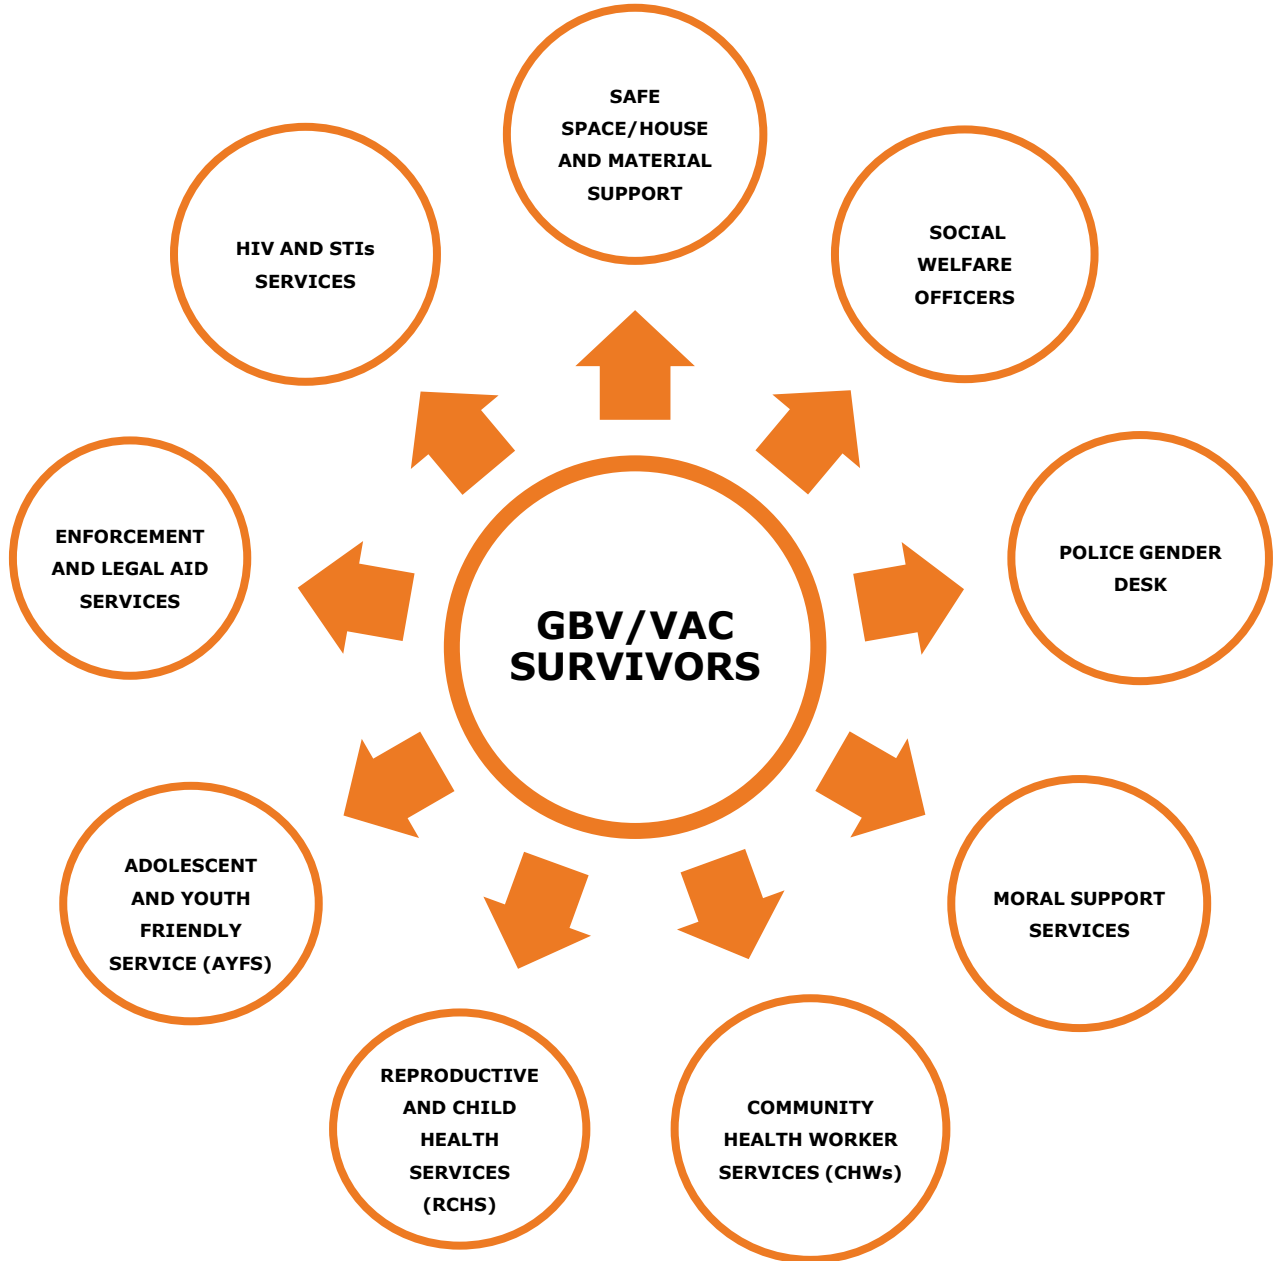 SAFE
SPACE/HOUSE
AND MATERIAL
SUPPORT
SOCIAL
WELFARE
OFFICERS
POLICE GENDER
DESK
MORAL SUPPORT
SERVICES
COMMUNITY
HEALTH WORKER
SERVICES (CHWs)
REPRODUCTIVE
AND CHILD
HEALTH
SERVICES
(RCHS)
ADOLESCENT
AND YOUTH
FRIENDLY
SERVICE (AYFS)
ENFORCEMENT
AND LEGAL AID
SERVICES
HIV AND STIs
SERVICES
GBV/VAC
SURVIVORS